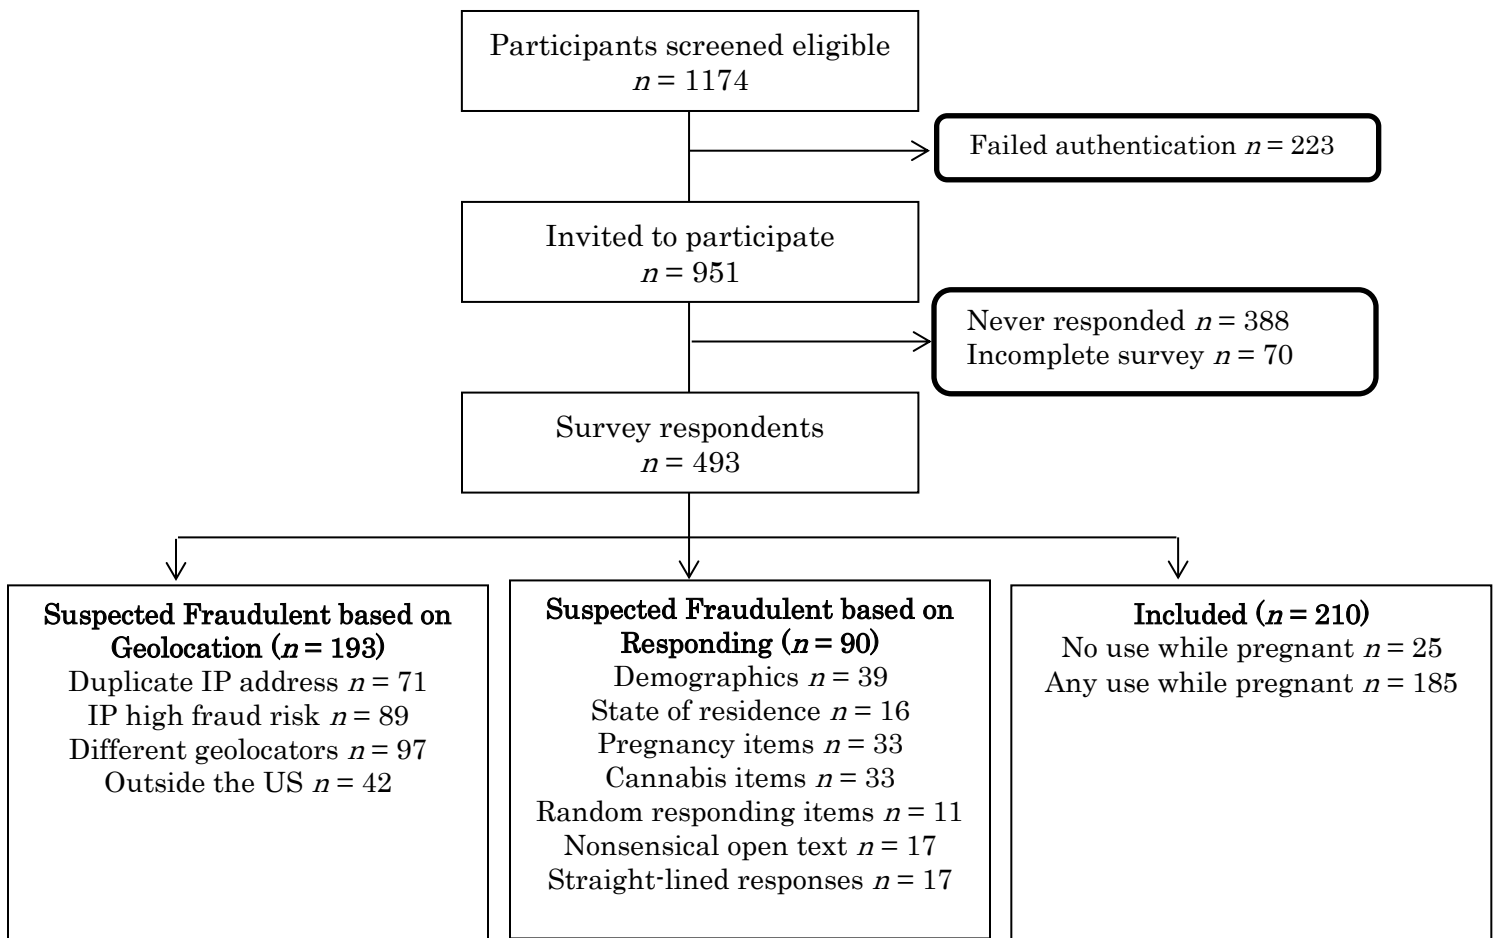 Participants screened eligible
n = 1174
Failed authentication n = 223
Invited to participate
n = 951
Never responded n = 388
Incomplete survey n = 70
Survey respondents
n = 493
Suspected Fraudulent based on
Geolocation (n = 193)
Duplicate IP address n = 71
IP high fraud risk n = 89
Different geolocators n = 97
Outside the US n = 42
Suspected Fraudulent based on
Responding (n = 90)
Demographics n = 39
State of residence n = 16
Pregnancy items n = 33
Cannabis items n = 33
Random responding items n = 11
Nonsensical open text n = 17
Straight-lined responses n = 17
Included (n = 210)
No use while pregnant n = 25
Any use while pregnant n = 185